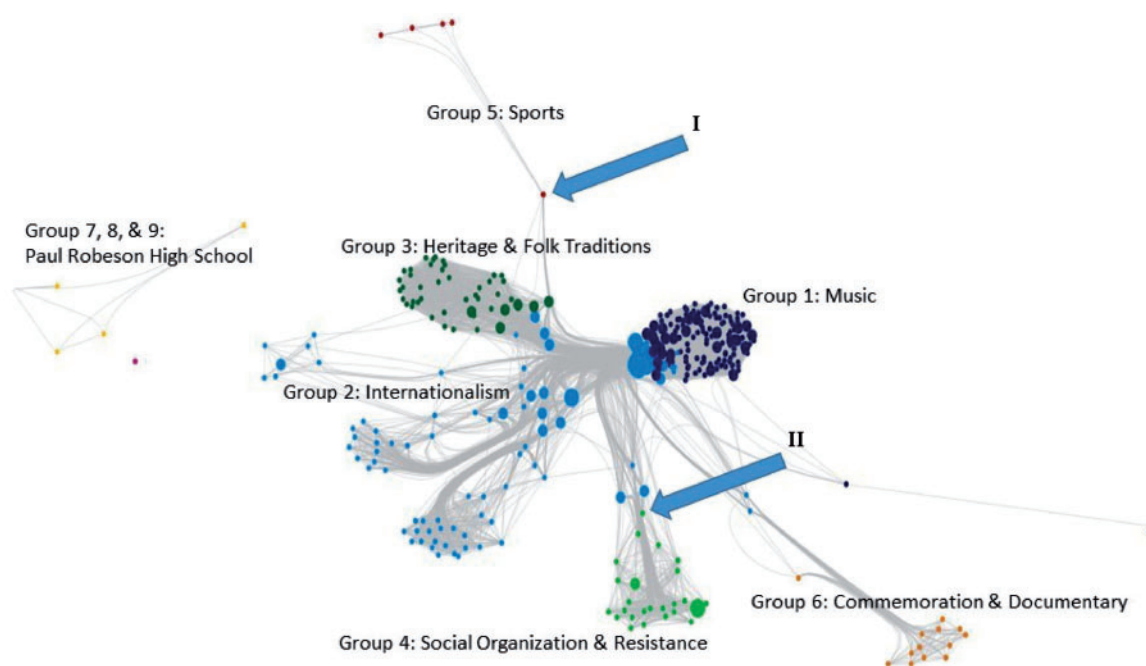 Group 5: Sports
I
Group 7, 8, & 9:
Paul Robeson High School
Group 3: Heritage & Folk Traditions
Group 1: Music
Group 2: Internationalism
II
Group 6: Commemoration & Documentary
Group 4: Social Organization & Resistance